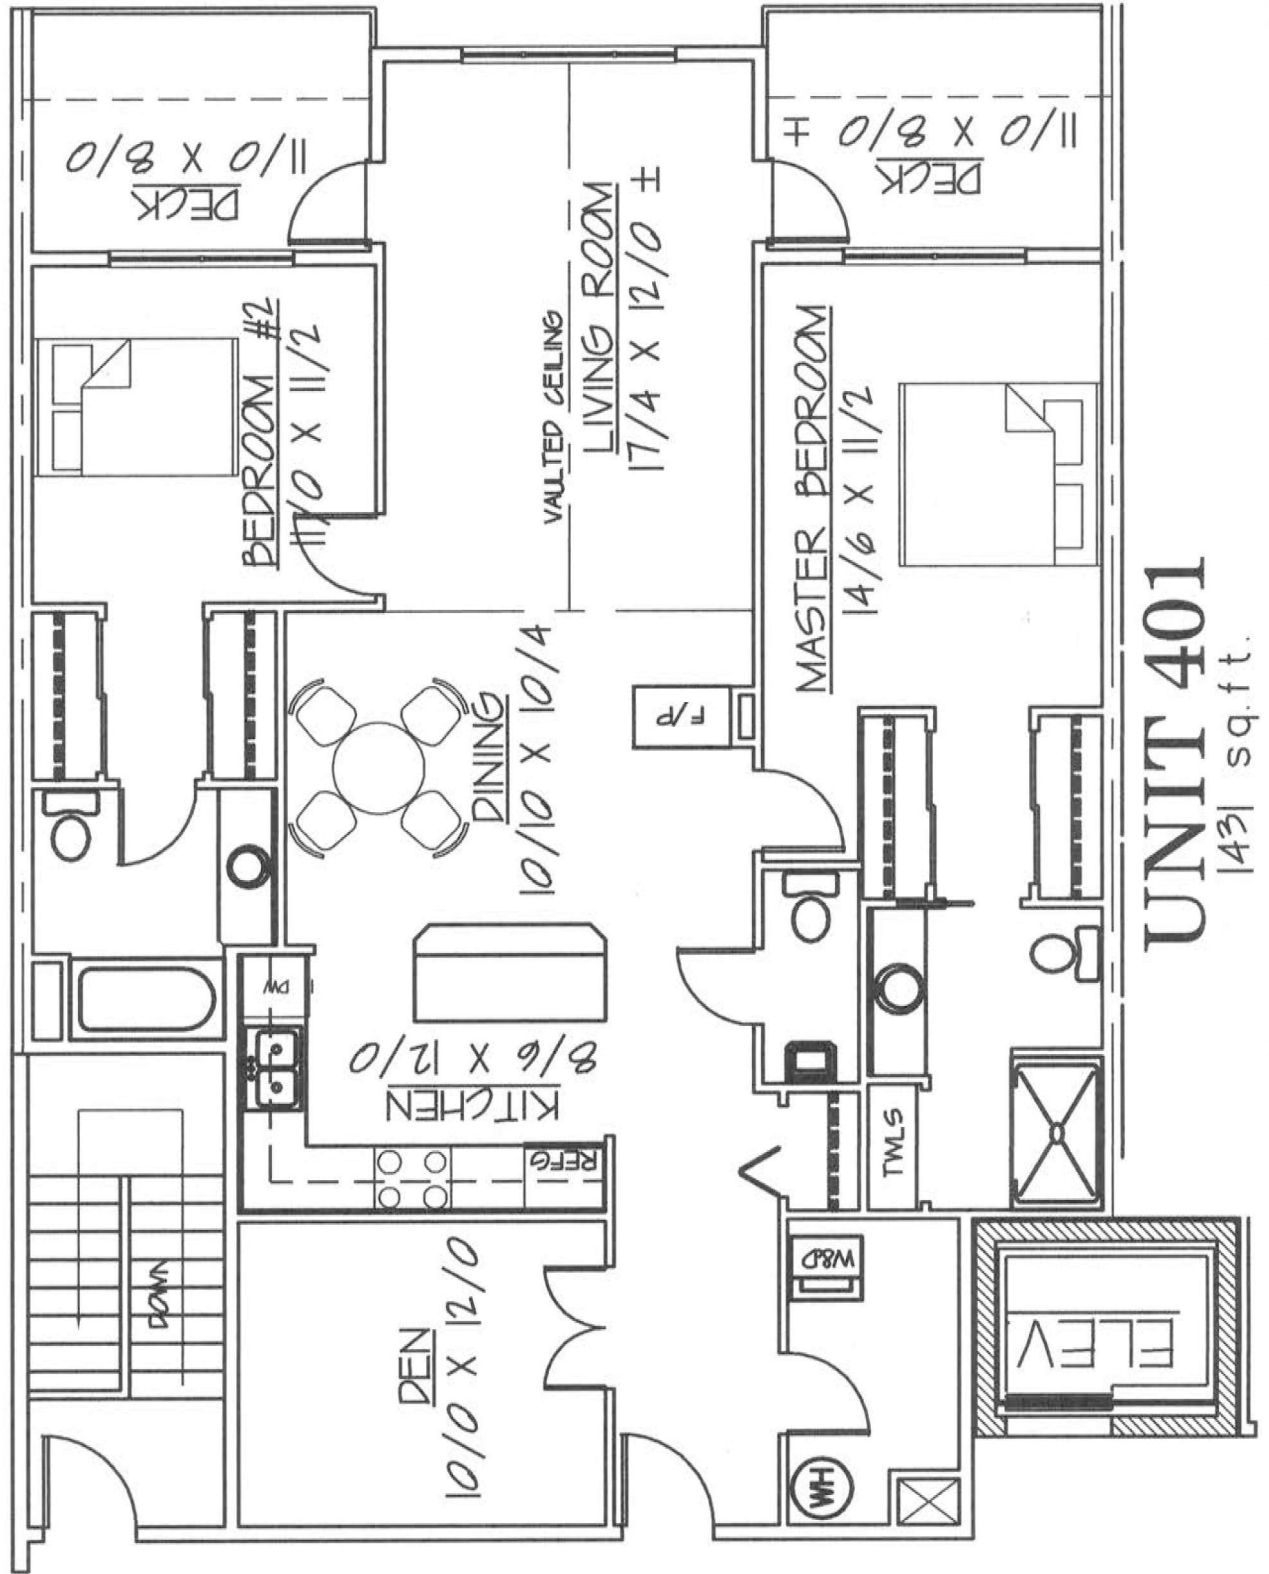 DECK
11/0 X 8/0
BEDROOM #2
11/0 X 11/2
VAULTED CEILING
LIVING ROOM
17/4 X 12/0 ±
DECK
11/0 X 8/0 ±
MASTER BEDROOM
14/6 X 11/2
DINING
10/10 X 10/4
F/P
DW
KITCHEN
8/6 X 12/0
REFG
TWLS
DOWN
DEN
10/0 X 12/0
W&D
WH
ELEV
UNIT 401
1431 sq.ft.